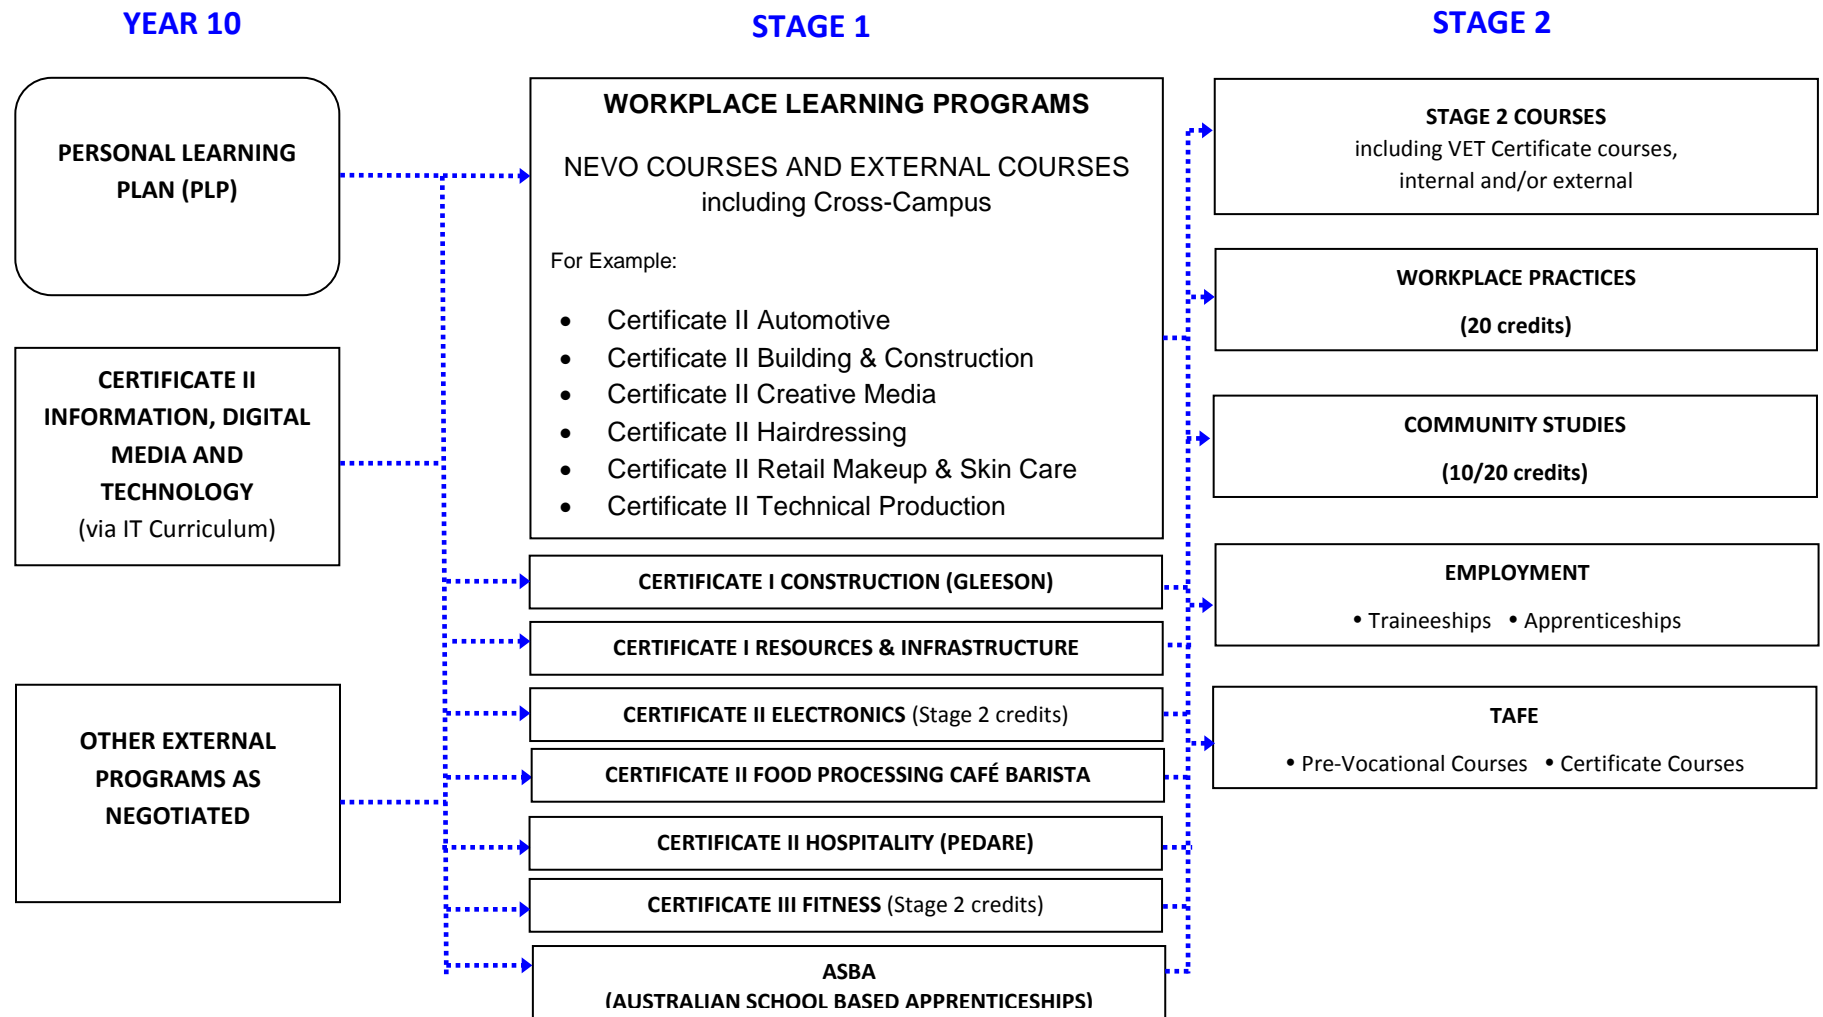 YEAR 10
STAGE 1
STAGE 2
PERSONAL LEARNING
PLAN (PLP)
CERTIFICATE II
INFORMATION, DIGITAL
MEDIA AND
TECHNOLOGY
(via IT Curriculum)
OTHER EXTERNAL
PROGRAMS AS
NEGOTIATED
WORKPLACE LEARNING PROGRAMS
NEVO COURSES AND EXTERNAL COURSES
including Cross-Campus
For Example:
• Certificate II Automotive
• Certificate II Building & Construction
• Certificate II Creative Media
• Certificate II Hairdressing
• Certificate II Retail Makeup & Skin Care
• Certificate II Technical Production
CERTIFICATE I CONSTRUCTION (GLEESON)
CERTIFICATE I RESOURCES & INFRASTRUCTURE
CERTIFICATE II ELECTRONICS (Stage 2 credits)
CERTIFICATE II FOOD PROCESSING CAFÉ BARISTA
CERTIFICATE II HOSPITALITY (PEDARE)
CERTIFICATE III FITNESS (Stage 2 credits)
ASBA
(AUSTRALIAN SCHOOL BASED APPRENTICESHIPS)
STAGE 2 COURSES
including VET Certificate courses,
internal and/or external
WORKPLACE PRACTICES
(20 credits)
COMMUNITY STUDIES
(10/20 credits)
EMPLOYMENT
• Traineeships • Apprenticeships
TAFE
• Pre-Vocational Courses • Certificate Courses